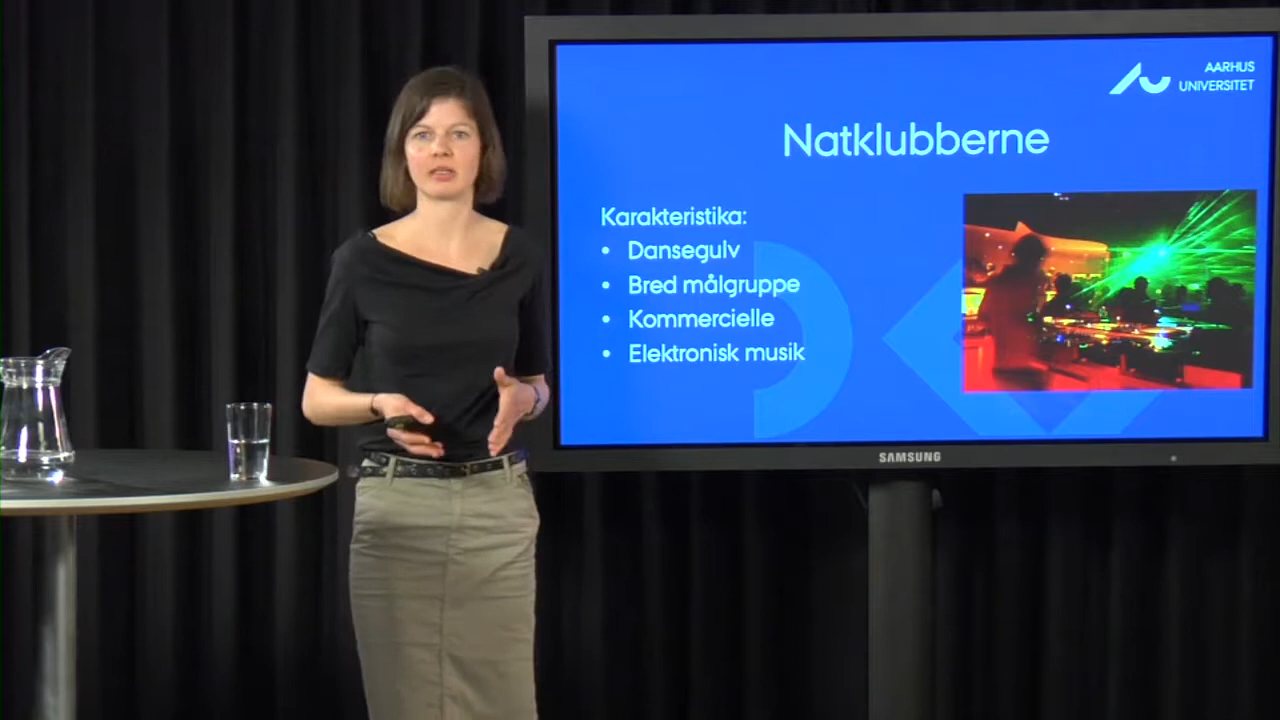 AARHUS
UNIVERSITET
Natklubberne
Karakteristika:
• Dansegulv
• Bred målgruppe
• Kommercielle
• Elektronisk musik
SAMSUNG